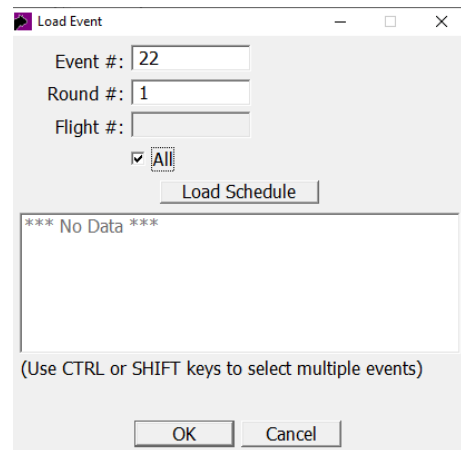 Load Event
Event #: 22
Round #: 1
Flight #:
All
Load Schedule
*** No Data ***
(Use CTRL or SHIFT keys to select multiple events)
OK Cancel